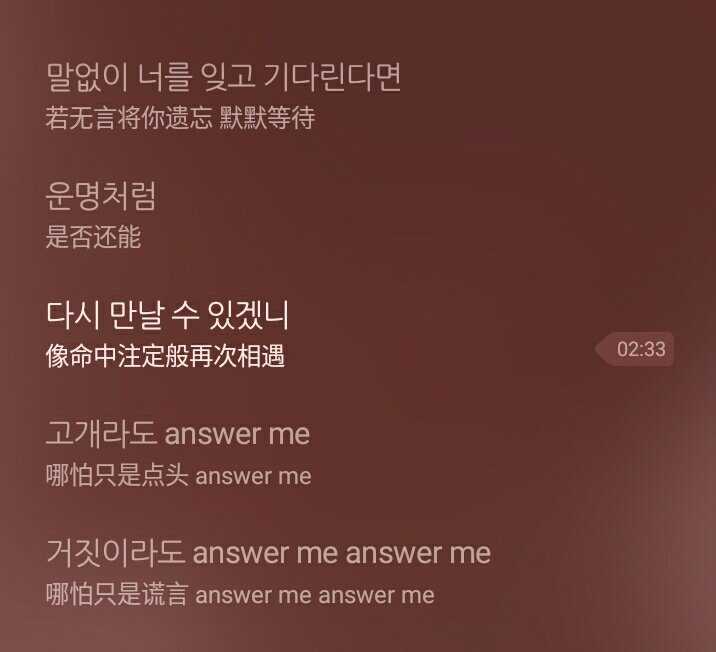 말없이 너를 잊고 기다린다면
若无言将你遗忘 默默等待
운명처럼
是否还能
다시 만날 수 있겠니
像命中注定般再次相遇
02:33
고개라도 answer me
哪怕只是点头 answer me
거짓이라도 answer me answer me
哪怕只是谎言 answer me answer me